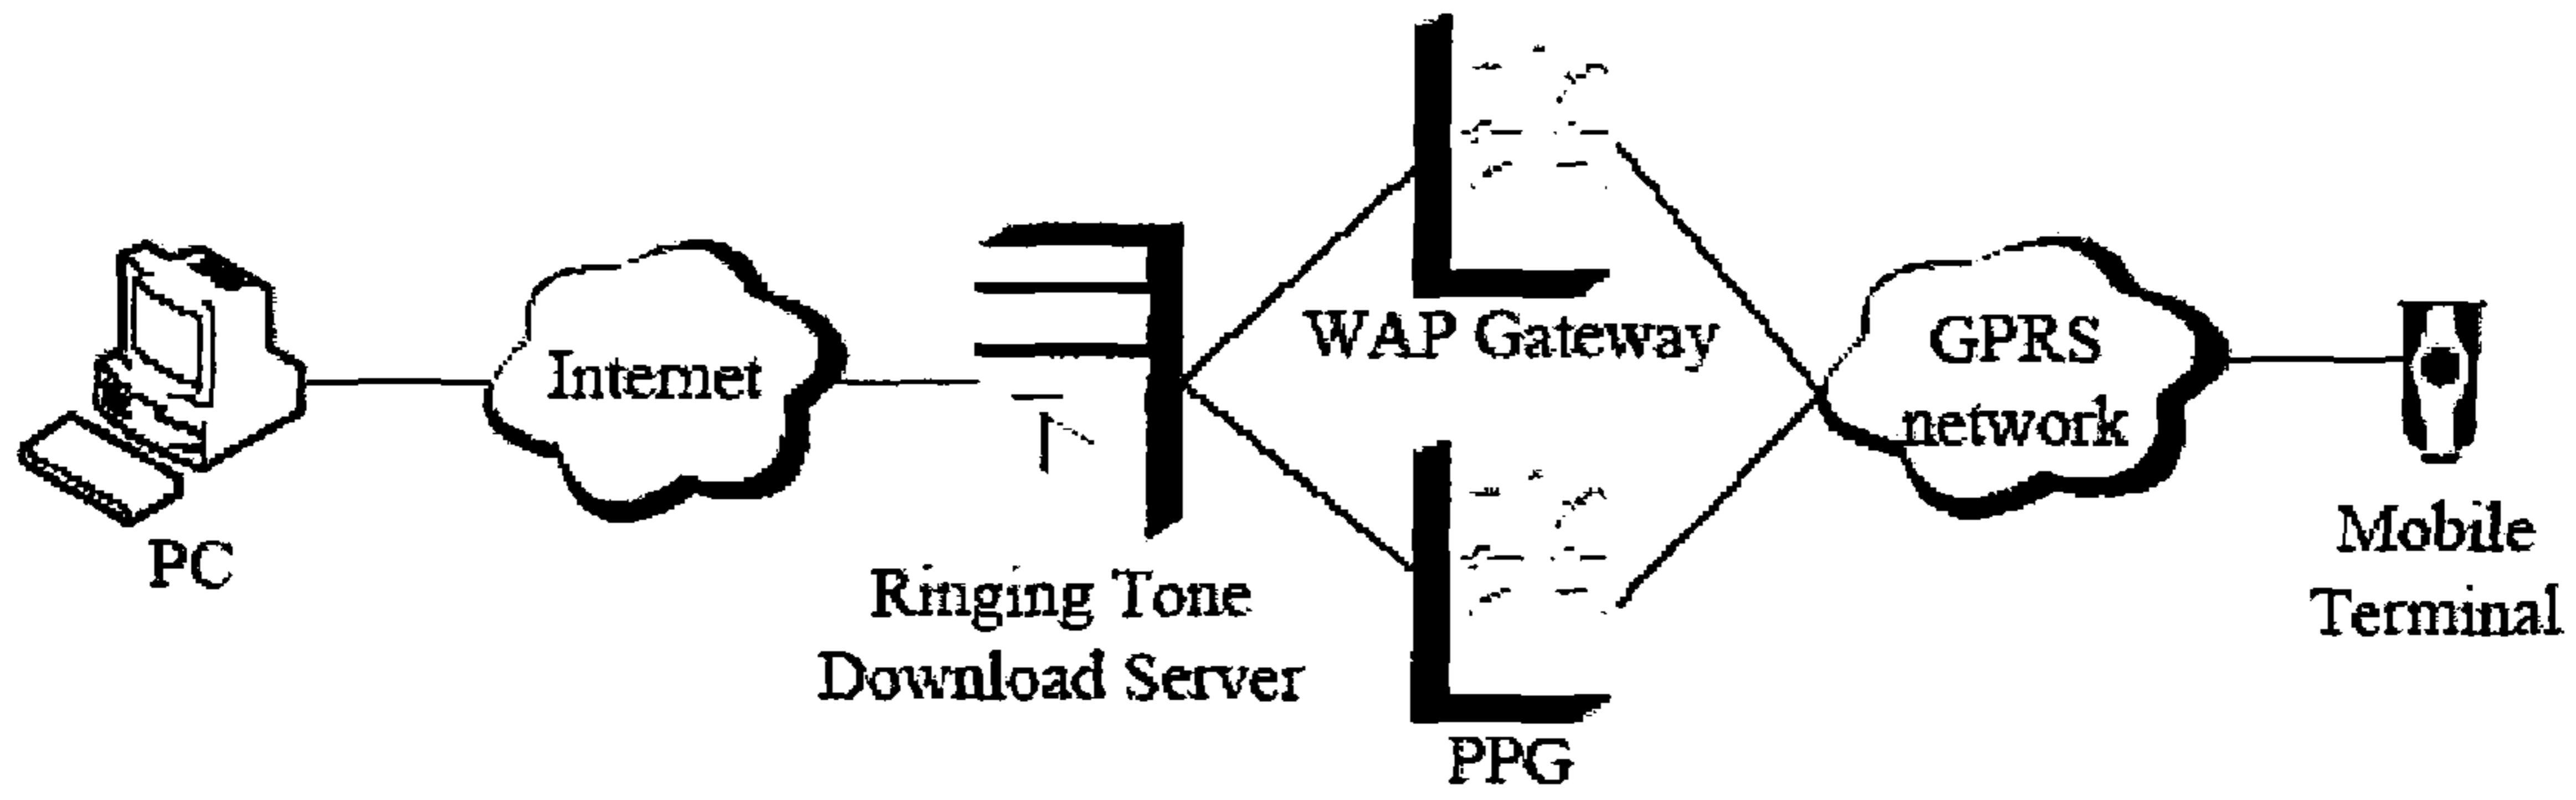 PC
Internet
Ringing Tone
Download Server
WAP Gateway
PPG
GPRS
network
Mobile
Terminal